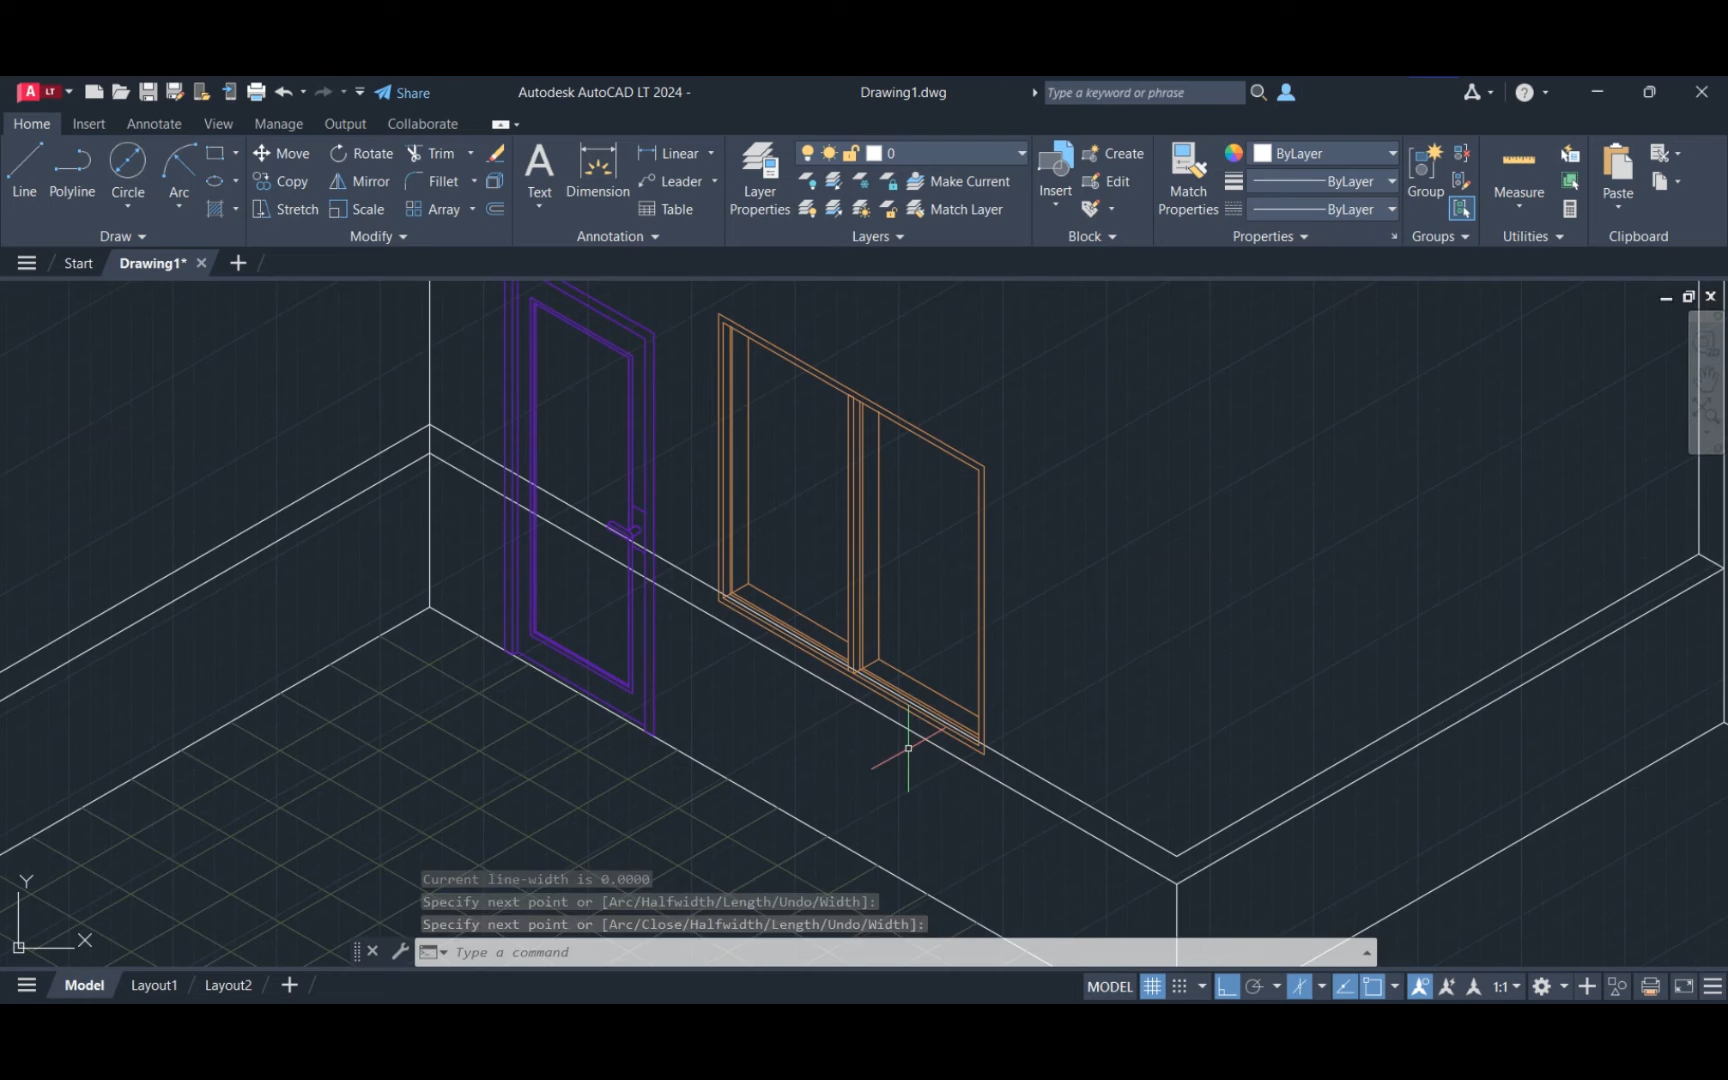 A LT Share Autodesk AutoCAD LT 2024 - Drawing1.dwg Type a keyword or phrase
Home Insert Annotate View Manage Output Collaborate
Line Polyline Circle Arc
Draw
Move Rotate Trim
Copy Mirror Fillet
Stretch Scale Array
Modify
Text Dimension
Linear
Leader
Table
Annotation
Layer
Properties
0
Make Current
Match Layer
Layers
Insert
Create
Edit
Block
Match
Properties
ByLayer
ByLayer
ByLayer
Properties
Group
Groups
Measure
Utilities
Paste
Clipboard
Start Drawing1*
Y
X
Current line-width is 0.0000
Specify next point or [Arc/Halfwidth/Length/Undo/Width]:
Specify next point or [Arc/Close/Halfwidth/Length/Undo/Width]:
Type a command
Model Layout1 Layout2 MODEL 1:1